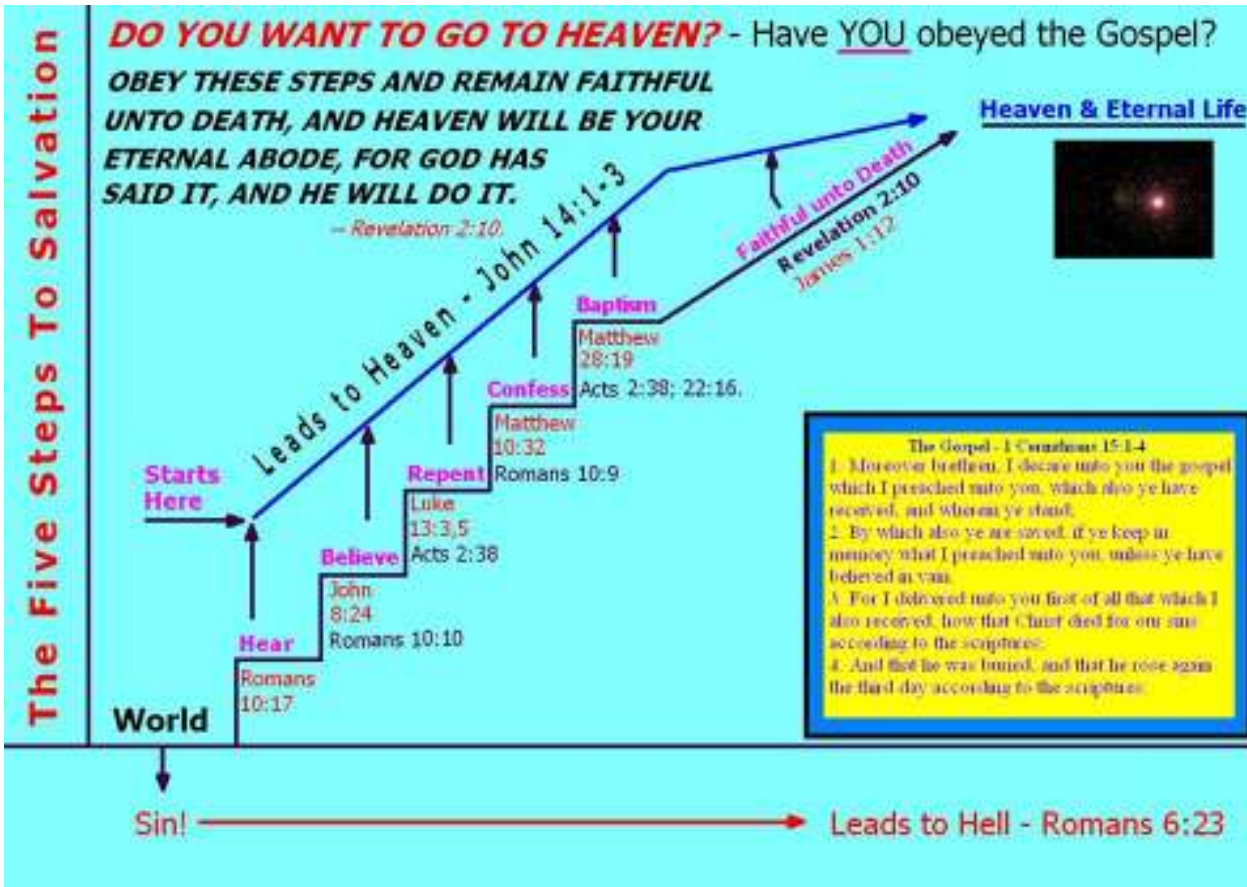 The Five Steps To Salvation
DO YOU WANT TO GO TO HEAVEN? - Have YOU obeyed the Gospel?
OBEY THESE STEPS AND REMAIN FAITHFUL
UNTO DEATH, AND HEAVEN WILL BE YOUR
ETERNAL ABODE, FOR GOD HAS
SAID IT, AND HE WILL DO IT.
-- Revelation 2:10.
Heaven & Eternal Life
Leads to Heaven - John 14:1-3
Faithful unto Death
Revelation 2:10
James 1:12
Baptism
Matthew
28:19
Acts 2:38; 22:16.
Confess
Matthew
10:32
Romans 10:9
Repent
Luke
13:3,5
Acts 2:38
Believe
John
8:24
Romans 10:10
Hear
Romans
10:17
Starts
Here
World
The Gospel - 1 Corinthians 15:1-4
1. Moreover brethren, I decare unto you the gospel
which I preached unto you, which also ye have
received, and wherein ye stand;
2. By which also ye are saved, if ye keep in
memory what I preached unto you, unless ye have
believed in vain.
3. For I delivered unto you first of all that which I
also received, how that Christ died for our sins
according to the scriptures;
4. And that he was buried, and that he rose again
the third day according to the scriptures:
Sin!
Leads to Hell - Romans 6:23